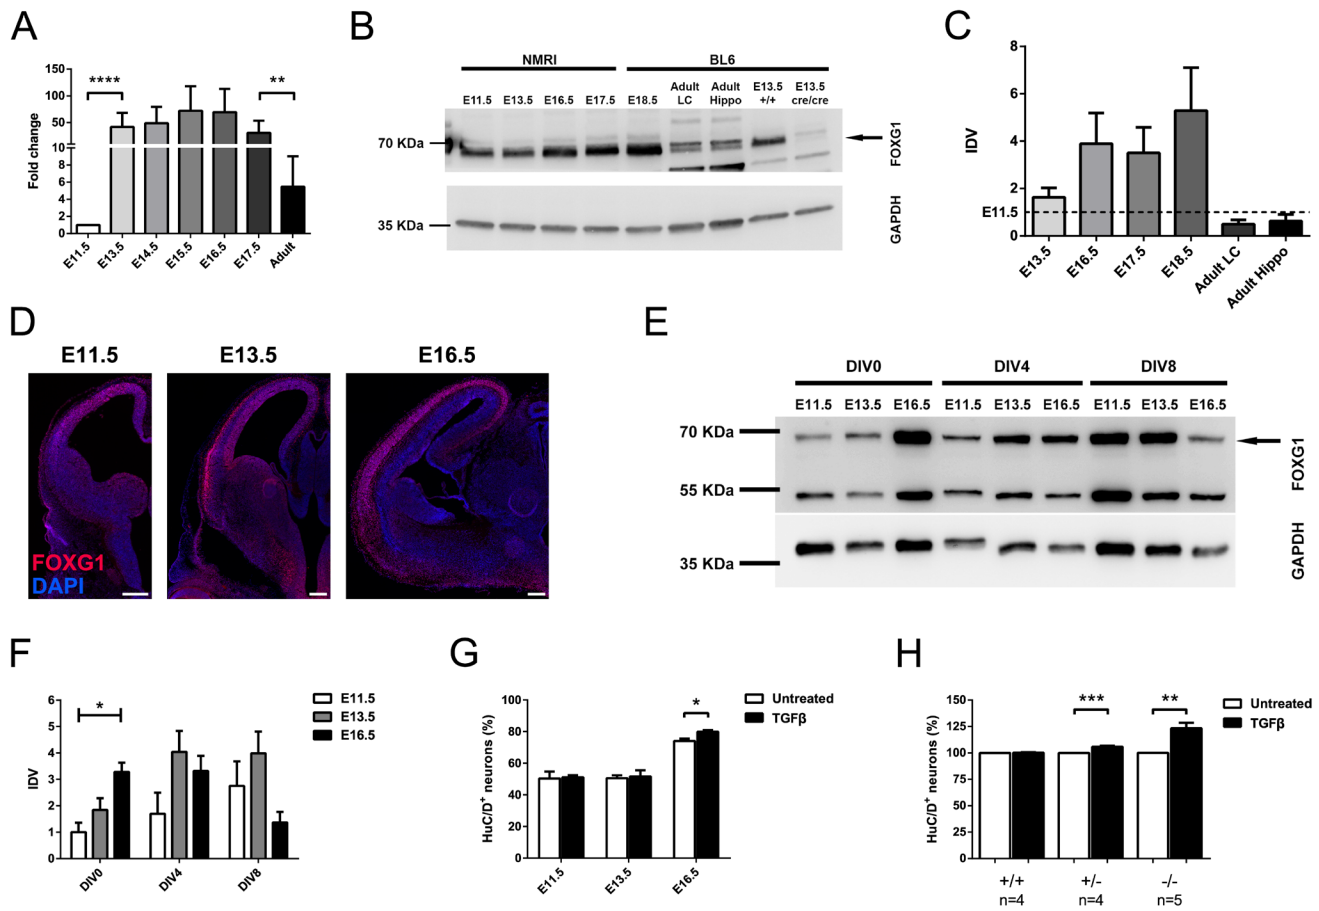 A
Fold change
150
100
50
10
8
6
4
2
0
****
**
E11.5
E13.5
E14.5
E15.5
E16.5
E17.5
Adult
B
NMRI
BL6
E11.5
E13.5
E16.5
E17.5
E18.5
Adult
LC
Adult
Hippo
E13.5
+/+
E13.5
cre/cre
70 KDa
35 KDa
FOXG1
GAPDH
C
IDV
8
6
4
2
0
E11.5
E13.5
E16.5
E17.5
E18.5
Adult LC
Adult Hippo
D
E11.5
E13.5
E16.5
FOXG1
DAPI
E
DIV0
DIV4
DIV8
E11.5
E13.5
E16.5
E11.5
E13.5
E16.5
E11.5
E13.5
E16.5
70 KDa
55 KDa
35 KDa
FOXG1
GAPDH
F
IDV
6
5
4
3
2
1
0
*
DIV0
DIV4
DIV8
E11.5
E13.5
E16.5
G
HuC/D+ neurons (%)
100
80
60
40
20
0
*
E11.5
E13.5
E16.5
Untreated
TGFβ
H
HuC/D+ neurons (%)
150
125
100
75
50
25
0
***
**
+/+
n=4
+/-
n=4
-/-
n=5
Untreated
TGFβ